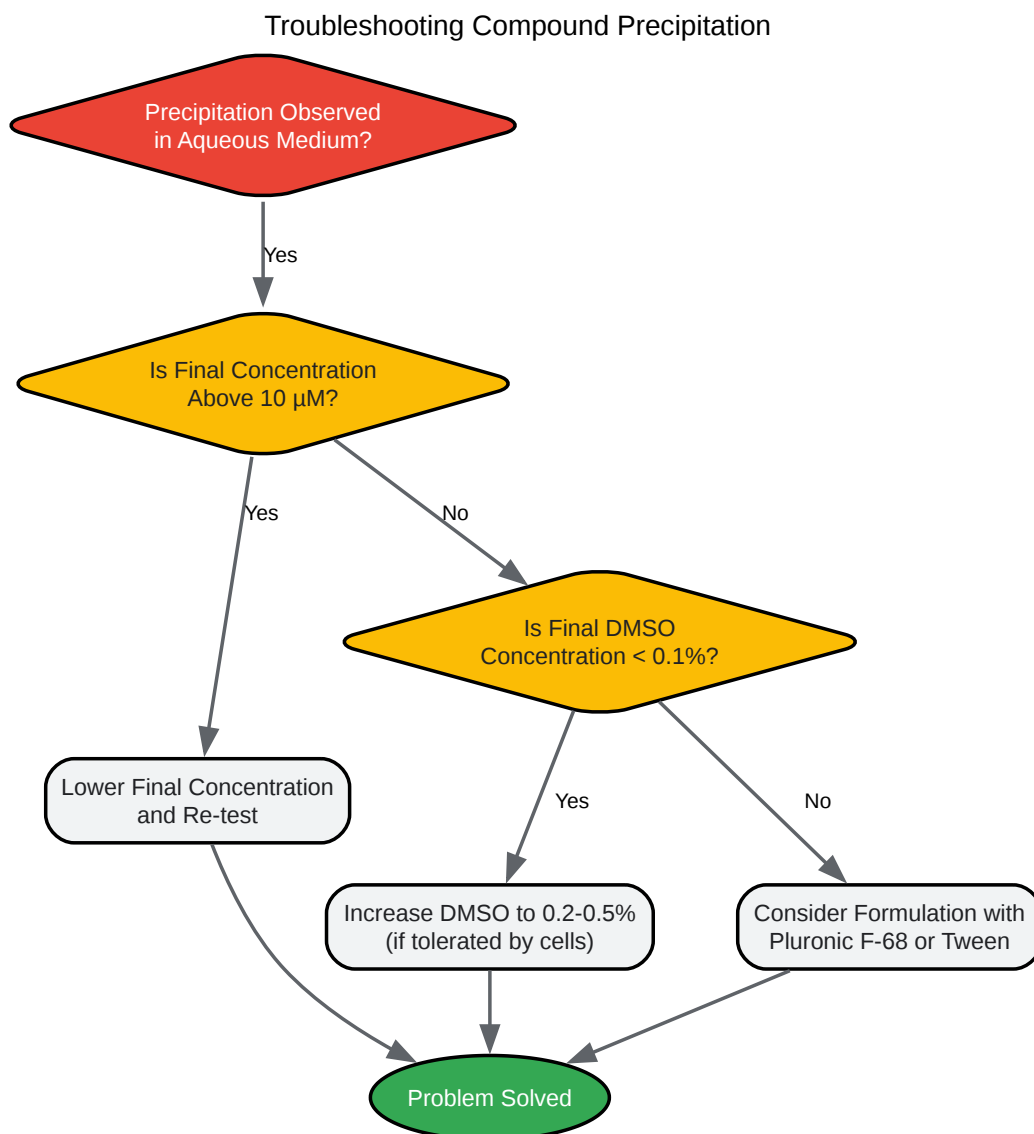 Troubleshooting Compound Precipitation
Precipitation Observed
in Aqueous Medium?
Yes
Is Final Concentration
Above 10 µM?
Yes
No
Is Final DMSO
Concentration < 0.1%?
Lower Final Concentration
and Re-test
Yes
No
Increase DMSO to 0.2-0.5%
(if tolerated by cells)
Consider Formulation with
Pluronic F-68 or Tween
Problem Solved